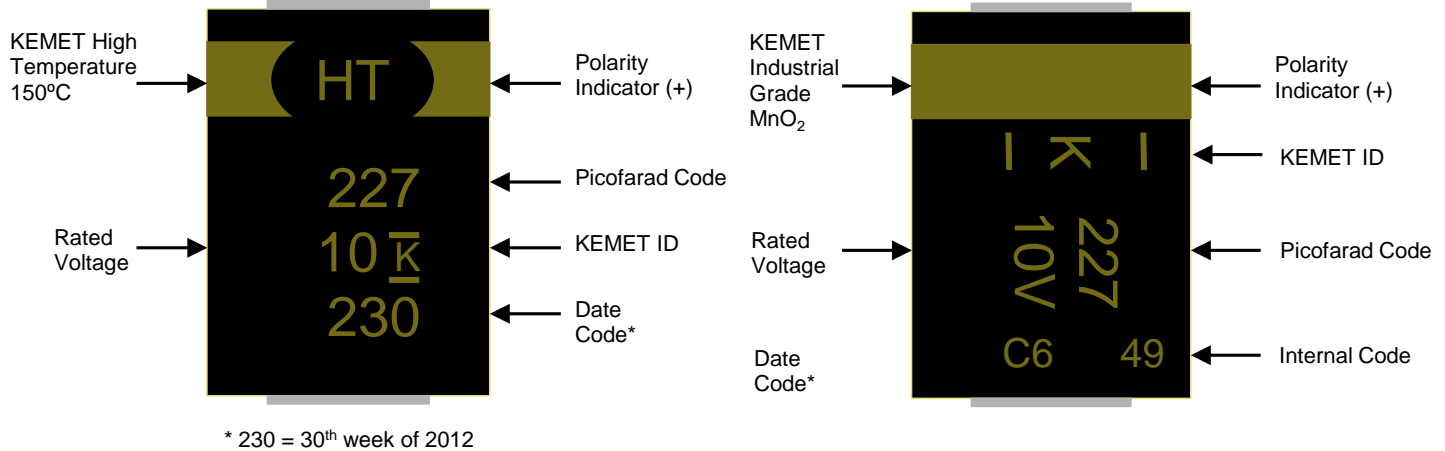 KEMET High
Temperature
150ºC
HT
Polarity
Indicator (+)
227
Picofarad Code
Rated
Voltage
10 K
KEMET ID
230
Date
Code*
* 230 = 30th week of 2012
KEMET
Industrial
Grade
MnO2
Polarity
Indicator (+)
K
KEMET ID
Rated
Voltage
227
10V
Picofarad Code
Date
Code*
C6 49
Internal Code